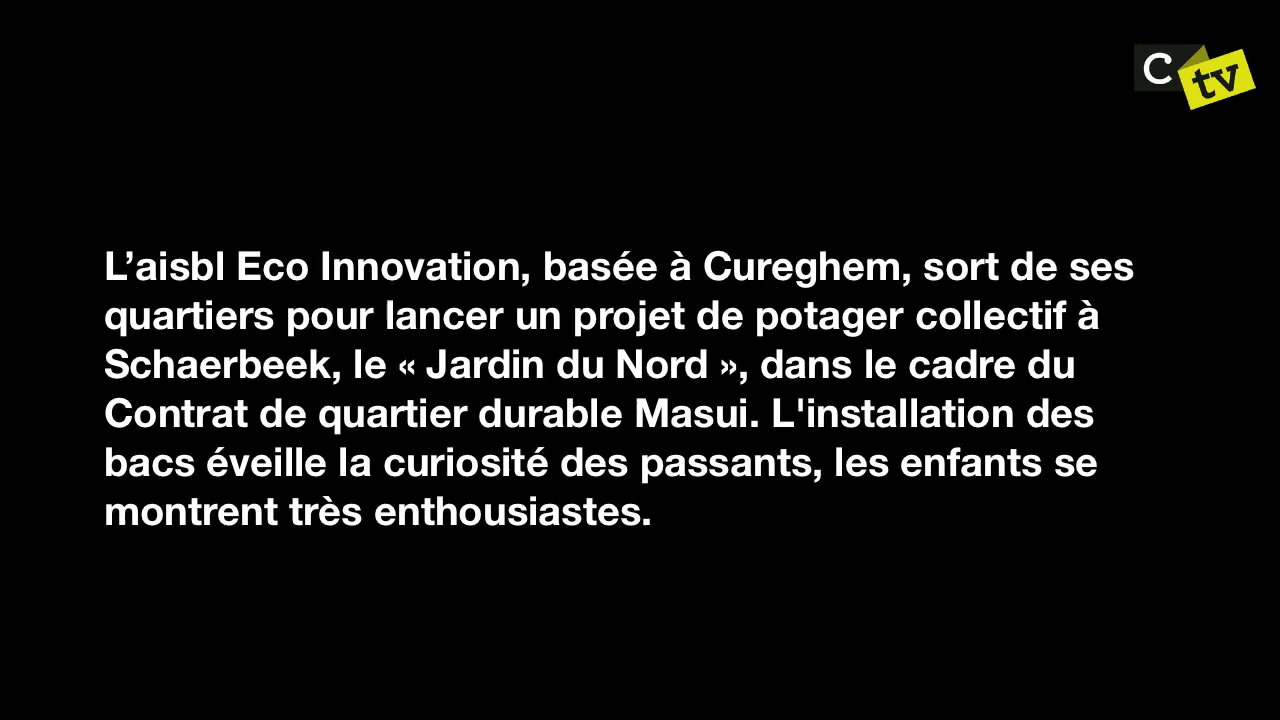 C tv
L’aisbl Eco Innovation, basée à Cureghem, sort de ses
quartiers pour lancer un projet de potager collectif à
Schaerbeek, le « Jardin du Nord », dans le cadre du
Contrat de quartier durable Masui. L'installation des
bacs éveille la curiosité des passants, les enfants se
montrent très enthousiastes.